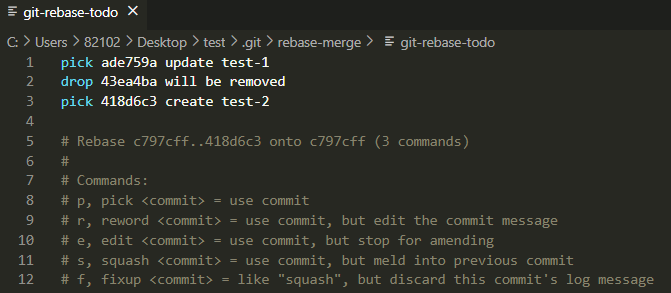 git-rebase-todo ×
C: > Users > 82102 > Desktop > test > .git > rebase-merge > git-rebase-todo
1 pick ade759a update test-1
2 drop 43ea4ba will be removed
3 pick 418d6c3 create test-2
4
5 # Rebase c797cff..418d6c3 onto c797cff (3 commands)
6 #
7 # Commands:
8 # p, pick <commit> = use commit
9 # r, reword <commit> = use commit, but edit the commit message
10 # e, edit <commit> = use commit, but stop for amending
11 # s, squash <commit> = use commit, but meld into previous commit
12 # f, fixup <commit> = like "squash", but discard this commit's log message